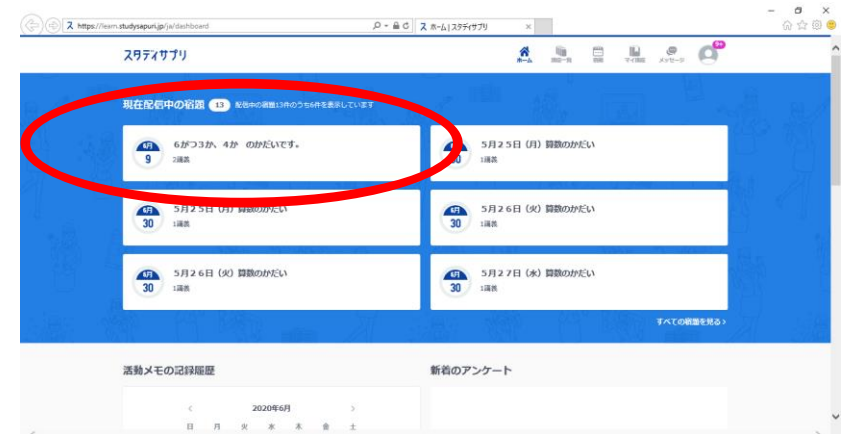 https://learn.studysapuri.jp/ja/dashboard
ホーム | スタディサプリ
スタディサプリ
ホーム
メッセージ
9+
現在配信中の宿題 13 配信中の宿題13件のうち6件を表示しています
6月
9
6がつ3か、4か のかだいです。
2講義
5月25日(月)算数のかだい
1講義
6月
30
5月25日(月)算数のかだい
1講義
6月
30
5月26日(火)算数のかだい
1講義
6月
30
5月26日(火)算数のかだい
1講義
6月
30
5月27日(水)算数のかだい
1講義
すべての宿題を見る >
活動メモの記録履歴
新着のアンケート
< 2020年6月 >
日 月 火 水 木 金 土